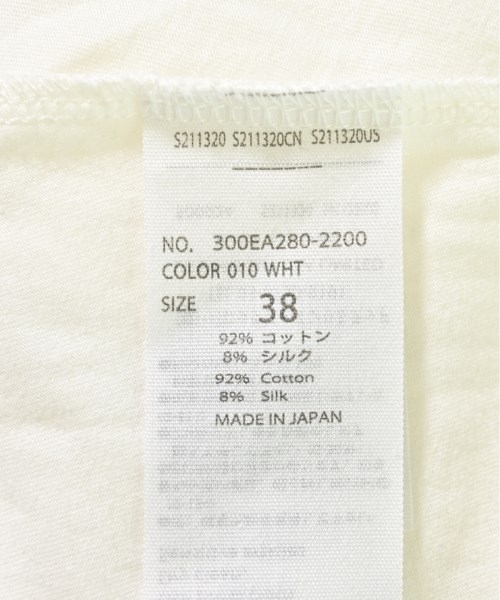 S211320 S211320CN S211320US
NO. 300EA280-2200
COLOR 010 WHT
SIZE 38
92% コットン
8% シルク
92% Cotton
8% Silk
MADE IN JAPAN